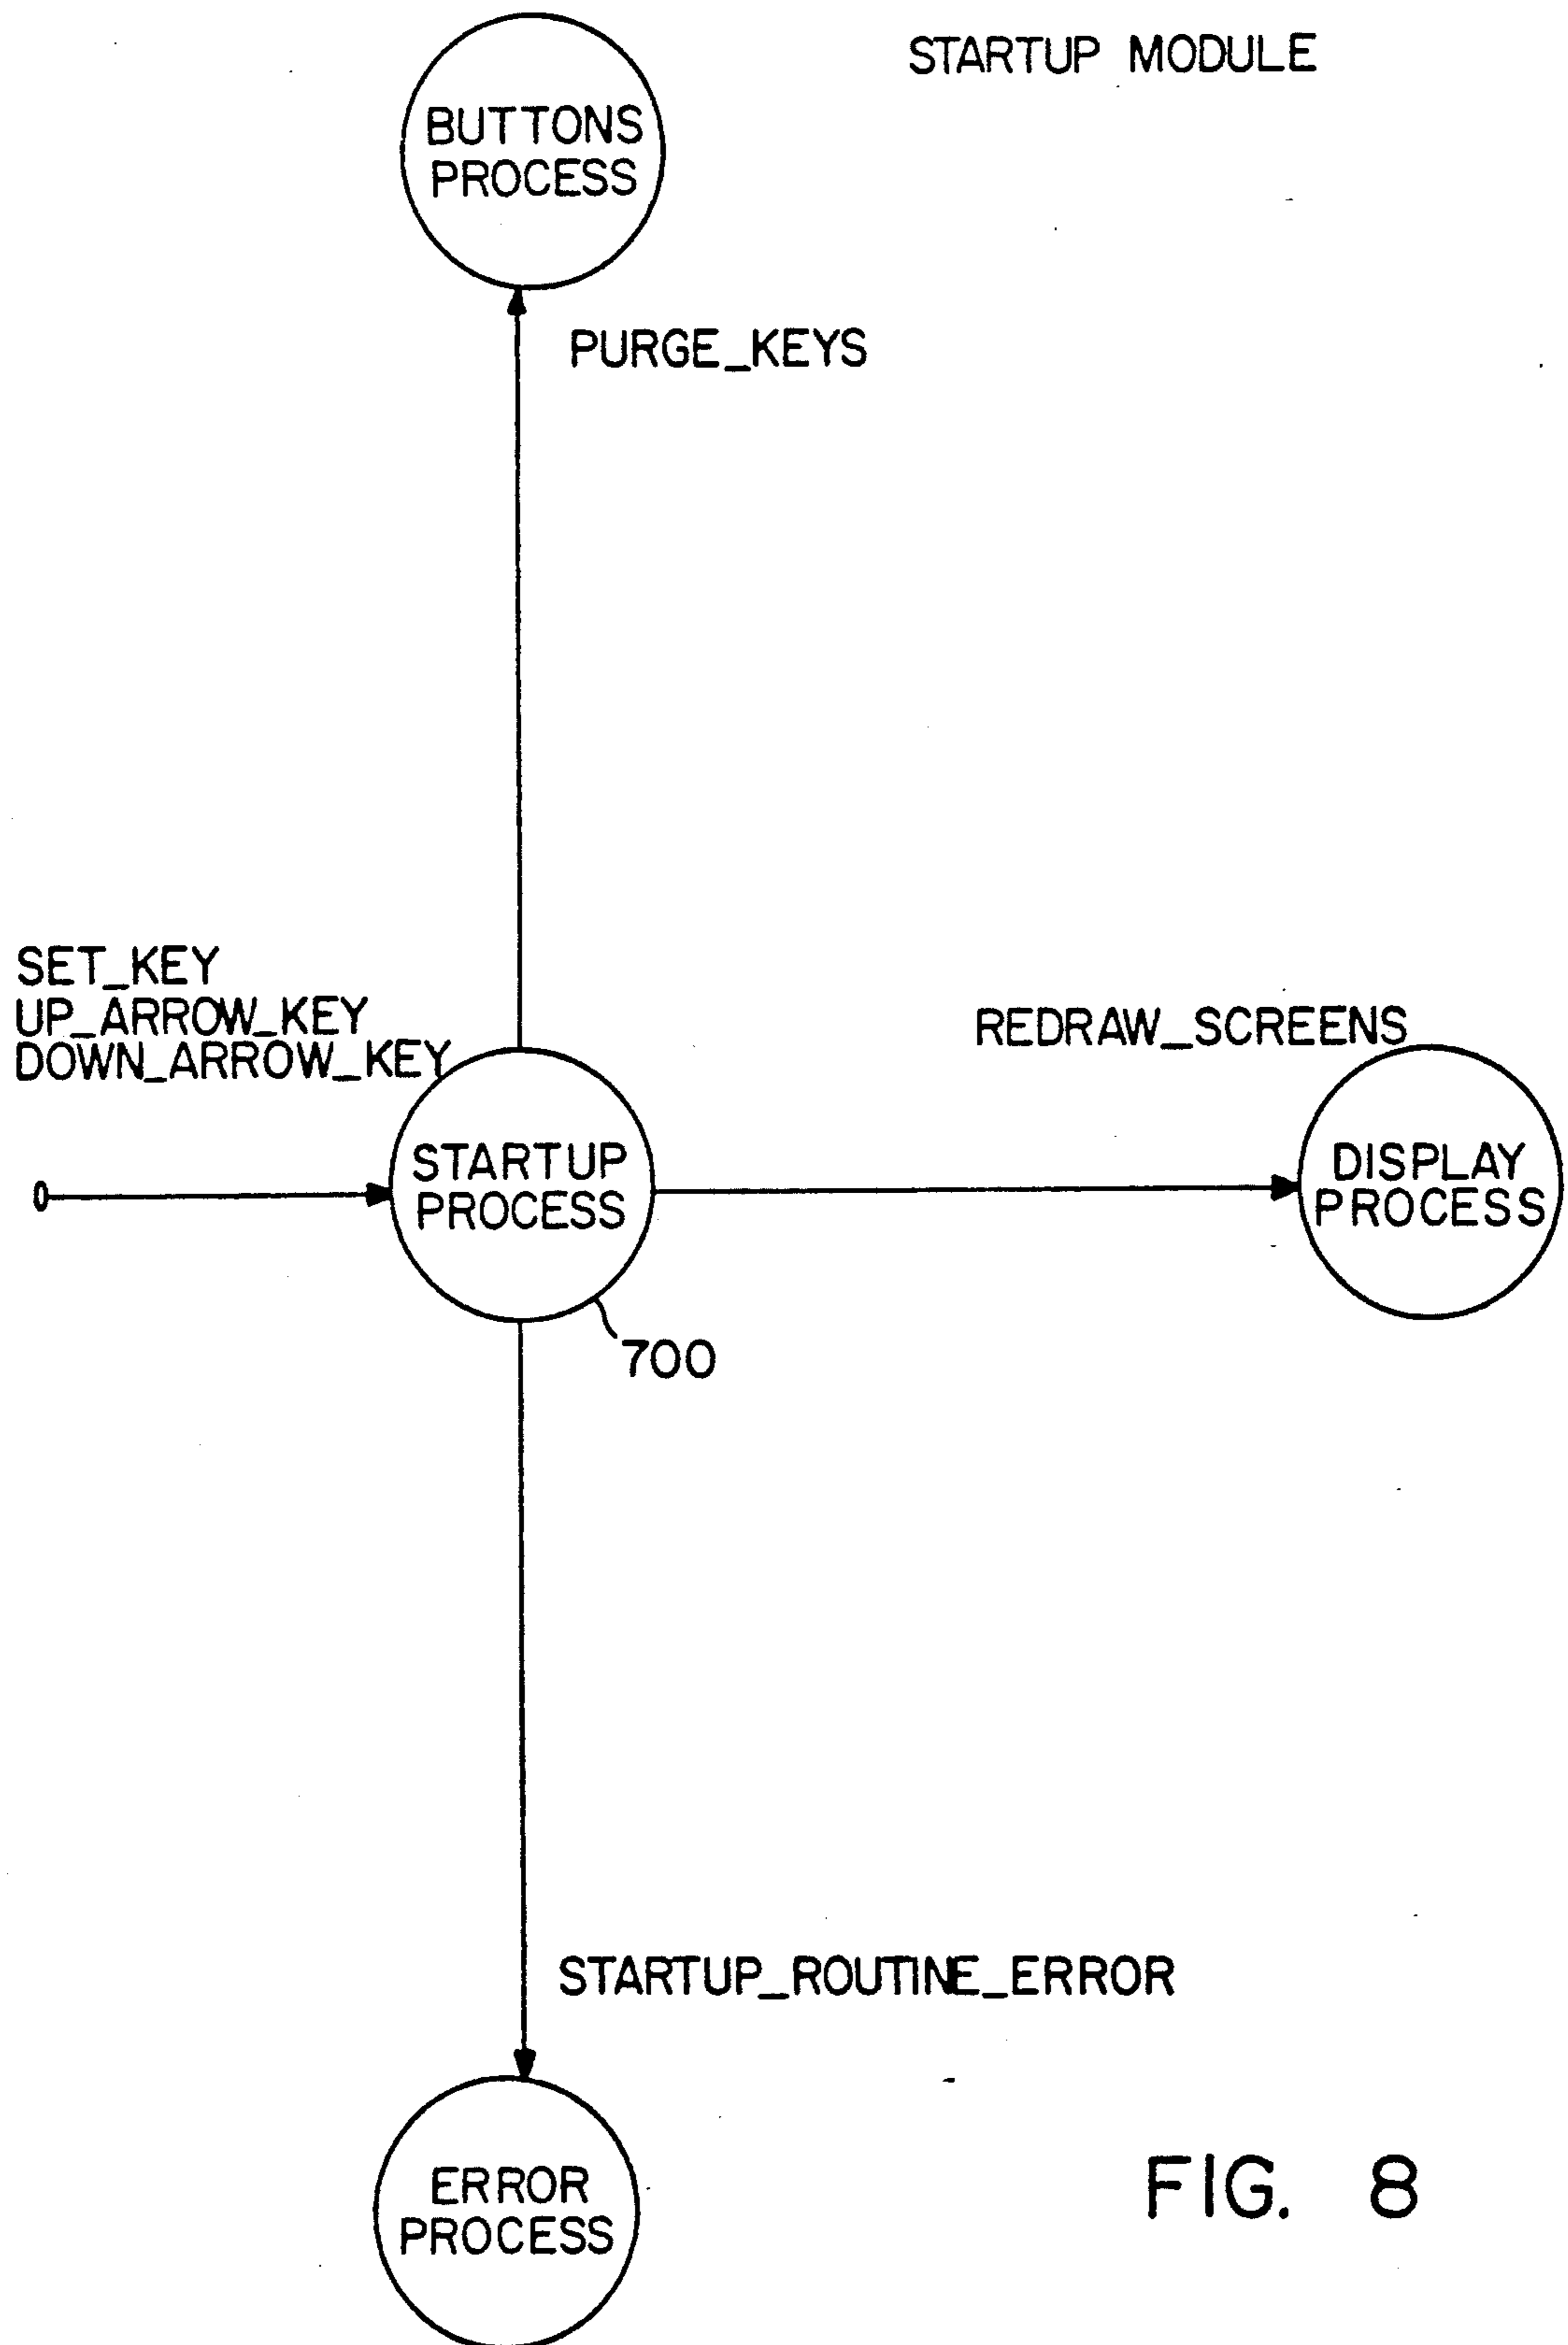 STARTUP MODULE
BUTTONS
PROCESS
PURGE_KEYS
SET_KEY
UP_ARROW_KEY
DOWN_ARROW_KEY
REDRAW_SCREENS
STARTUP
PROCESS
DISPLAY
PROCESS
700
STARTUP_ROUTINE_ERROR
ERROR
PROCESS
FIG. 8